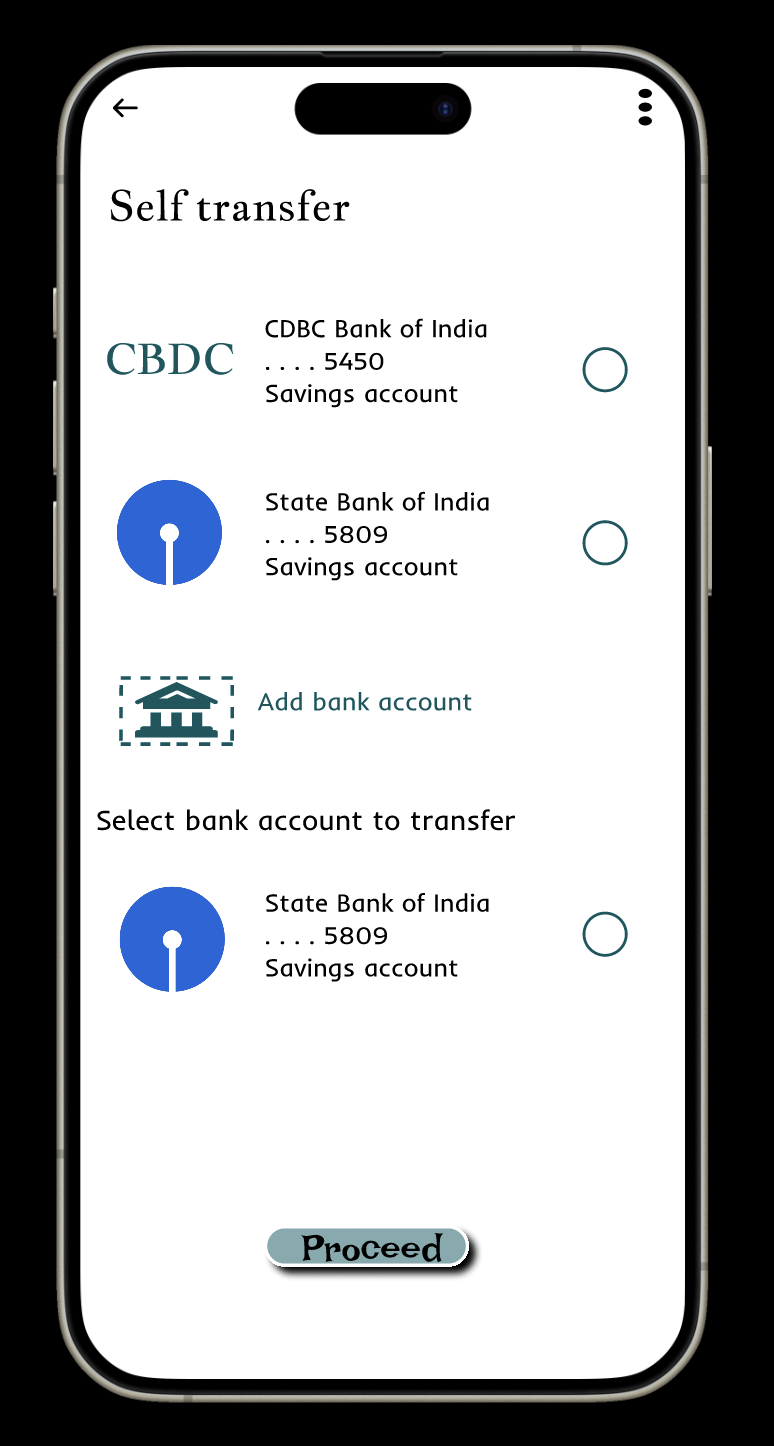 Self transfer
CBDC
CDBC Bank of India
. . . . 5450
Savings account
State Bank of India
. . . . 5809
Savings account
Add bank account
Select bank account to transfer
State Bank of India
. . . . 5809
Savings account
Proceed